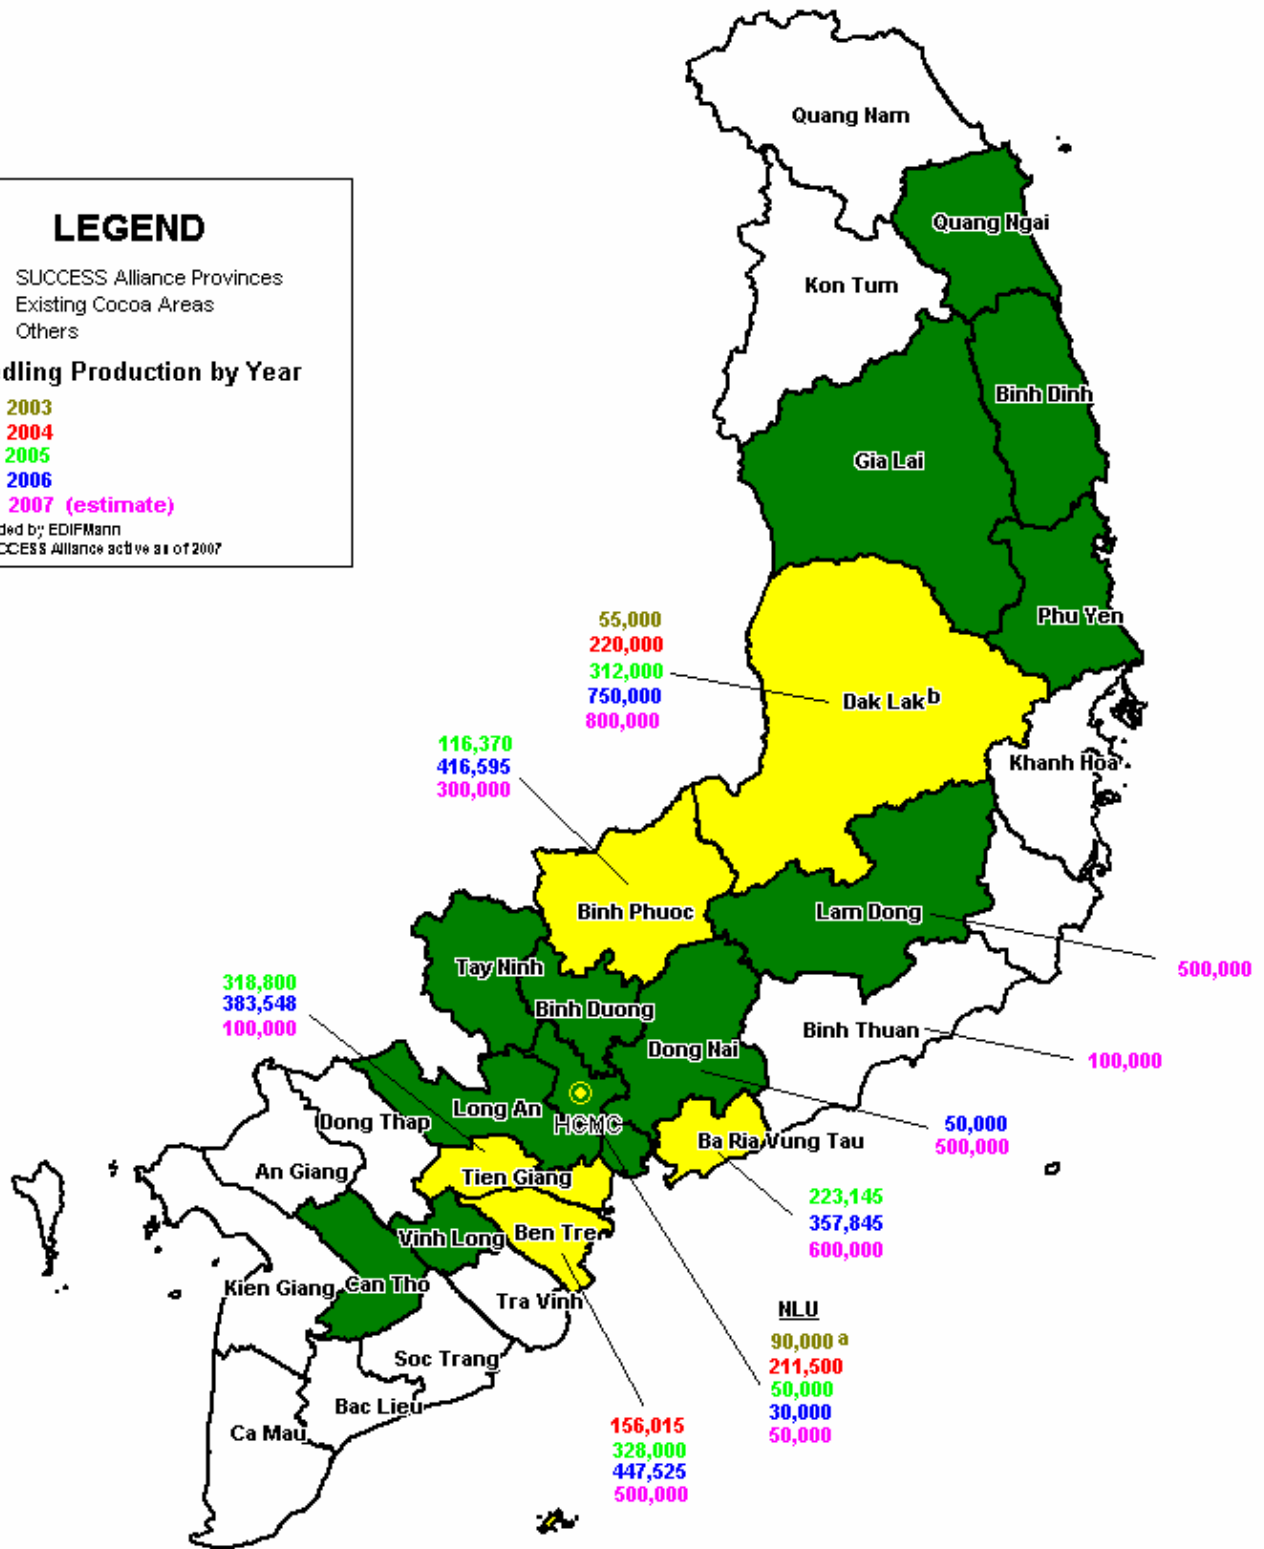 Quang Nam
LEGEND
SUCCESS Alliance Provinces
Existing Cocoa Areas
Others
dling Production by Year
2003
2004
2005
2006
2007 (estimate)
ded by EDIFMann
CCESS Alliance active as of 2007
Quang Ngai
Kon Tum
Binh Dinh
Gia Lai
Phu Yen
55,000
220,000
312,000
750,000
800,000
Dak Lak b
Khanh Hoa
116,370
416,595
300,000
Binh Phuoc
Lam Dong
500,000
Tay Ninh
Binh Duong
318,800
383,548
100,000
Dong Nai
Binh Thuan
100,000
Long An
HCMC
Dong Thap
50,000
500,000
Ba Ria Vung Tau
An Giang
Tien Giang
223,145
357,845
600,000
Vinh Long
Ben Tre
Kien Giang
Can Tho
Tra Vinh
NLU
90,000 a
211,500
50,000
30,000
50,000
Soc Trang
Bac Lieu
Ca Mau
156,015
328,000
447,525
500,000